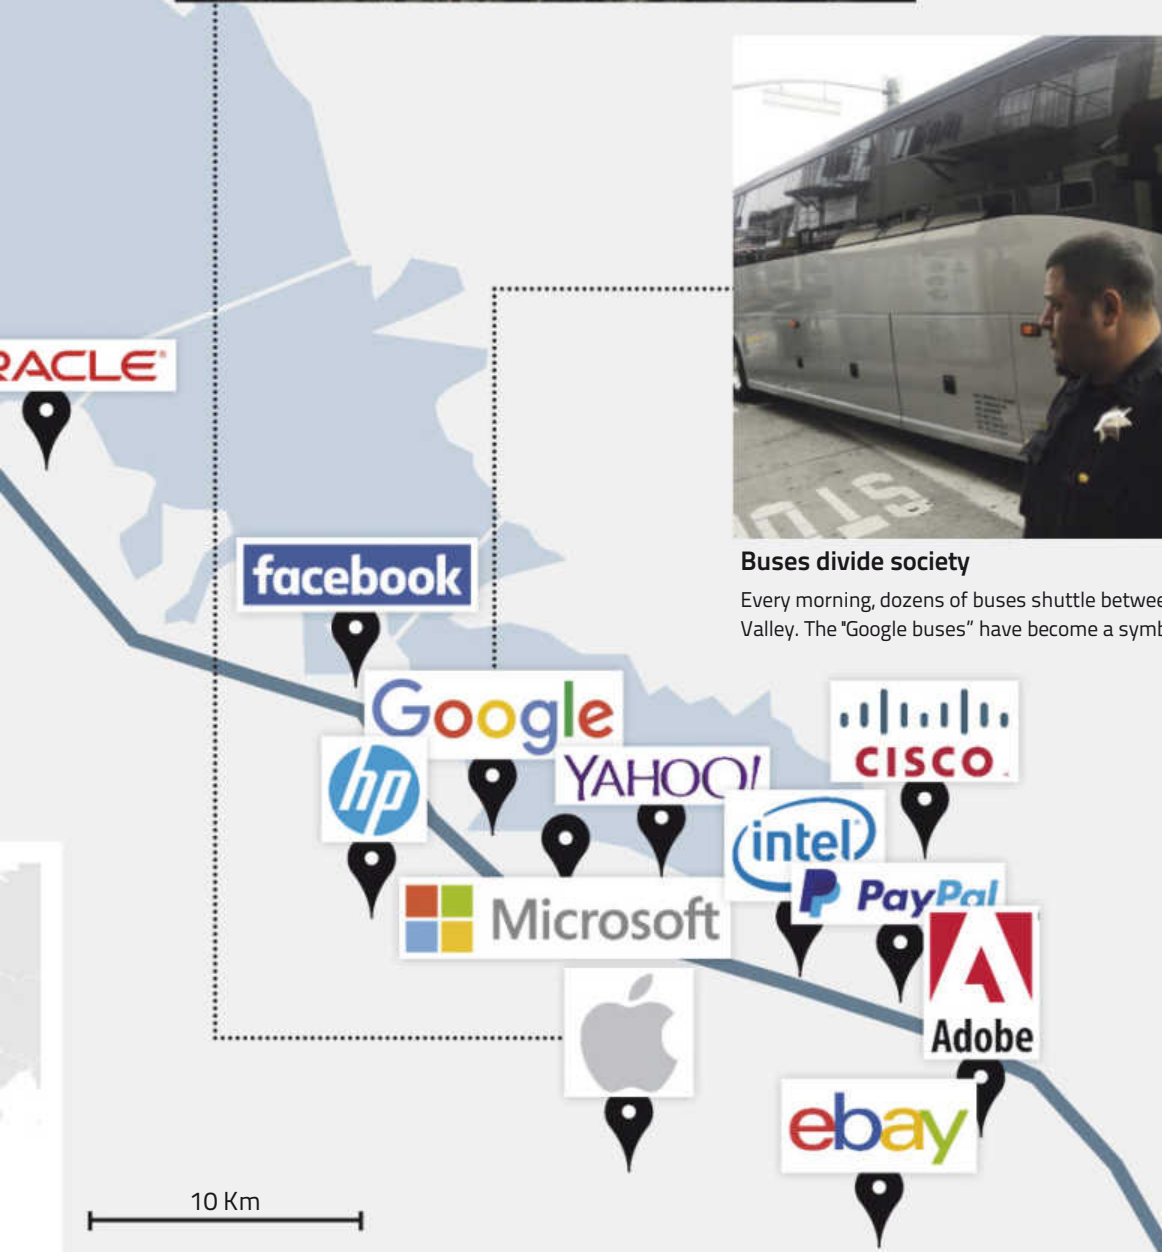 RACLE
facebook
Buses divide society
Every morning, dozens of buses shuttle betwee
Valley. The "Google buses" have become a symb
Google
CISCO
hp
YAHOO!
intel
PayPal
Microsoft
Adobe
ebay
10 Km
STO